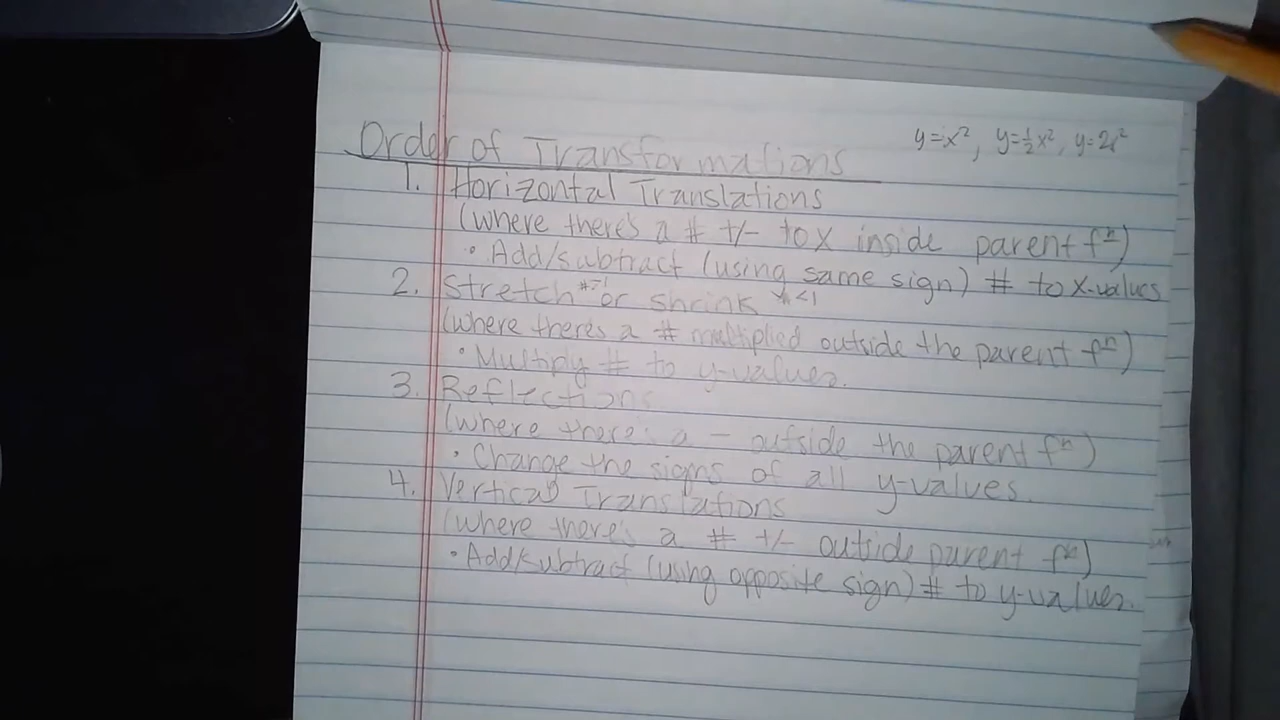 Order of Transformations
y=x², y=½x², y=2x²
1. Horizontal Translations
(where there's a # +/- to x inside parent fⁿ)
• Add/subtract (using same sign) # to x-values
2. Stretch #>1 or shrink #<1
(where there's a # multiplied outside the parent fⁿ)
• Multiply # to y-values.
3. Reflections
(where there's a – outside the parent fⁿ)
• Change the signs of all y-values.
4. Vertical Translations
(where there's a # +/- outside parent fⁿ)
• Add/subtract (using opposite sign) # to y-values.